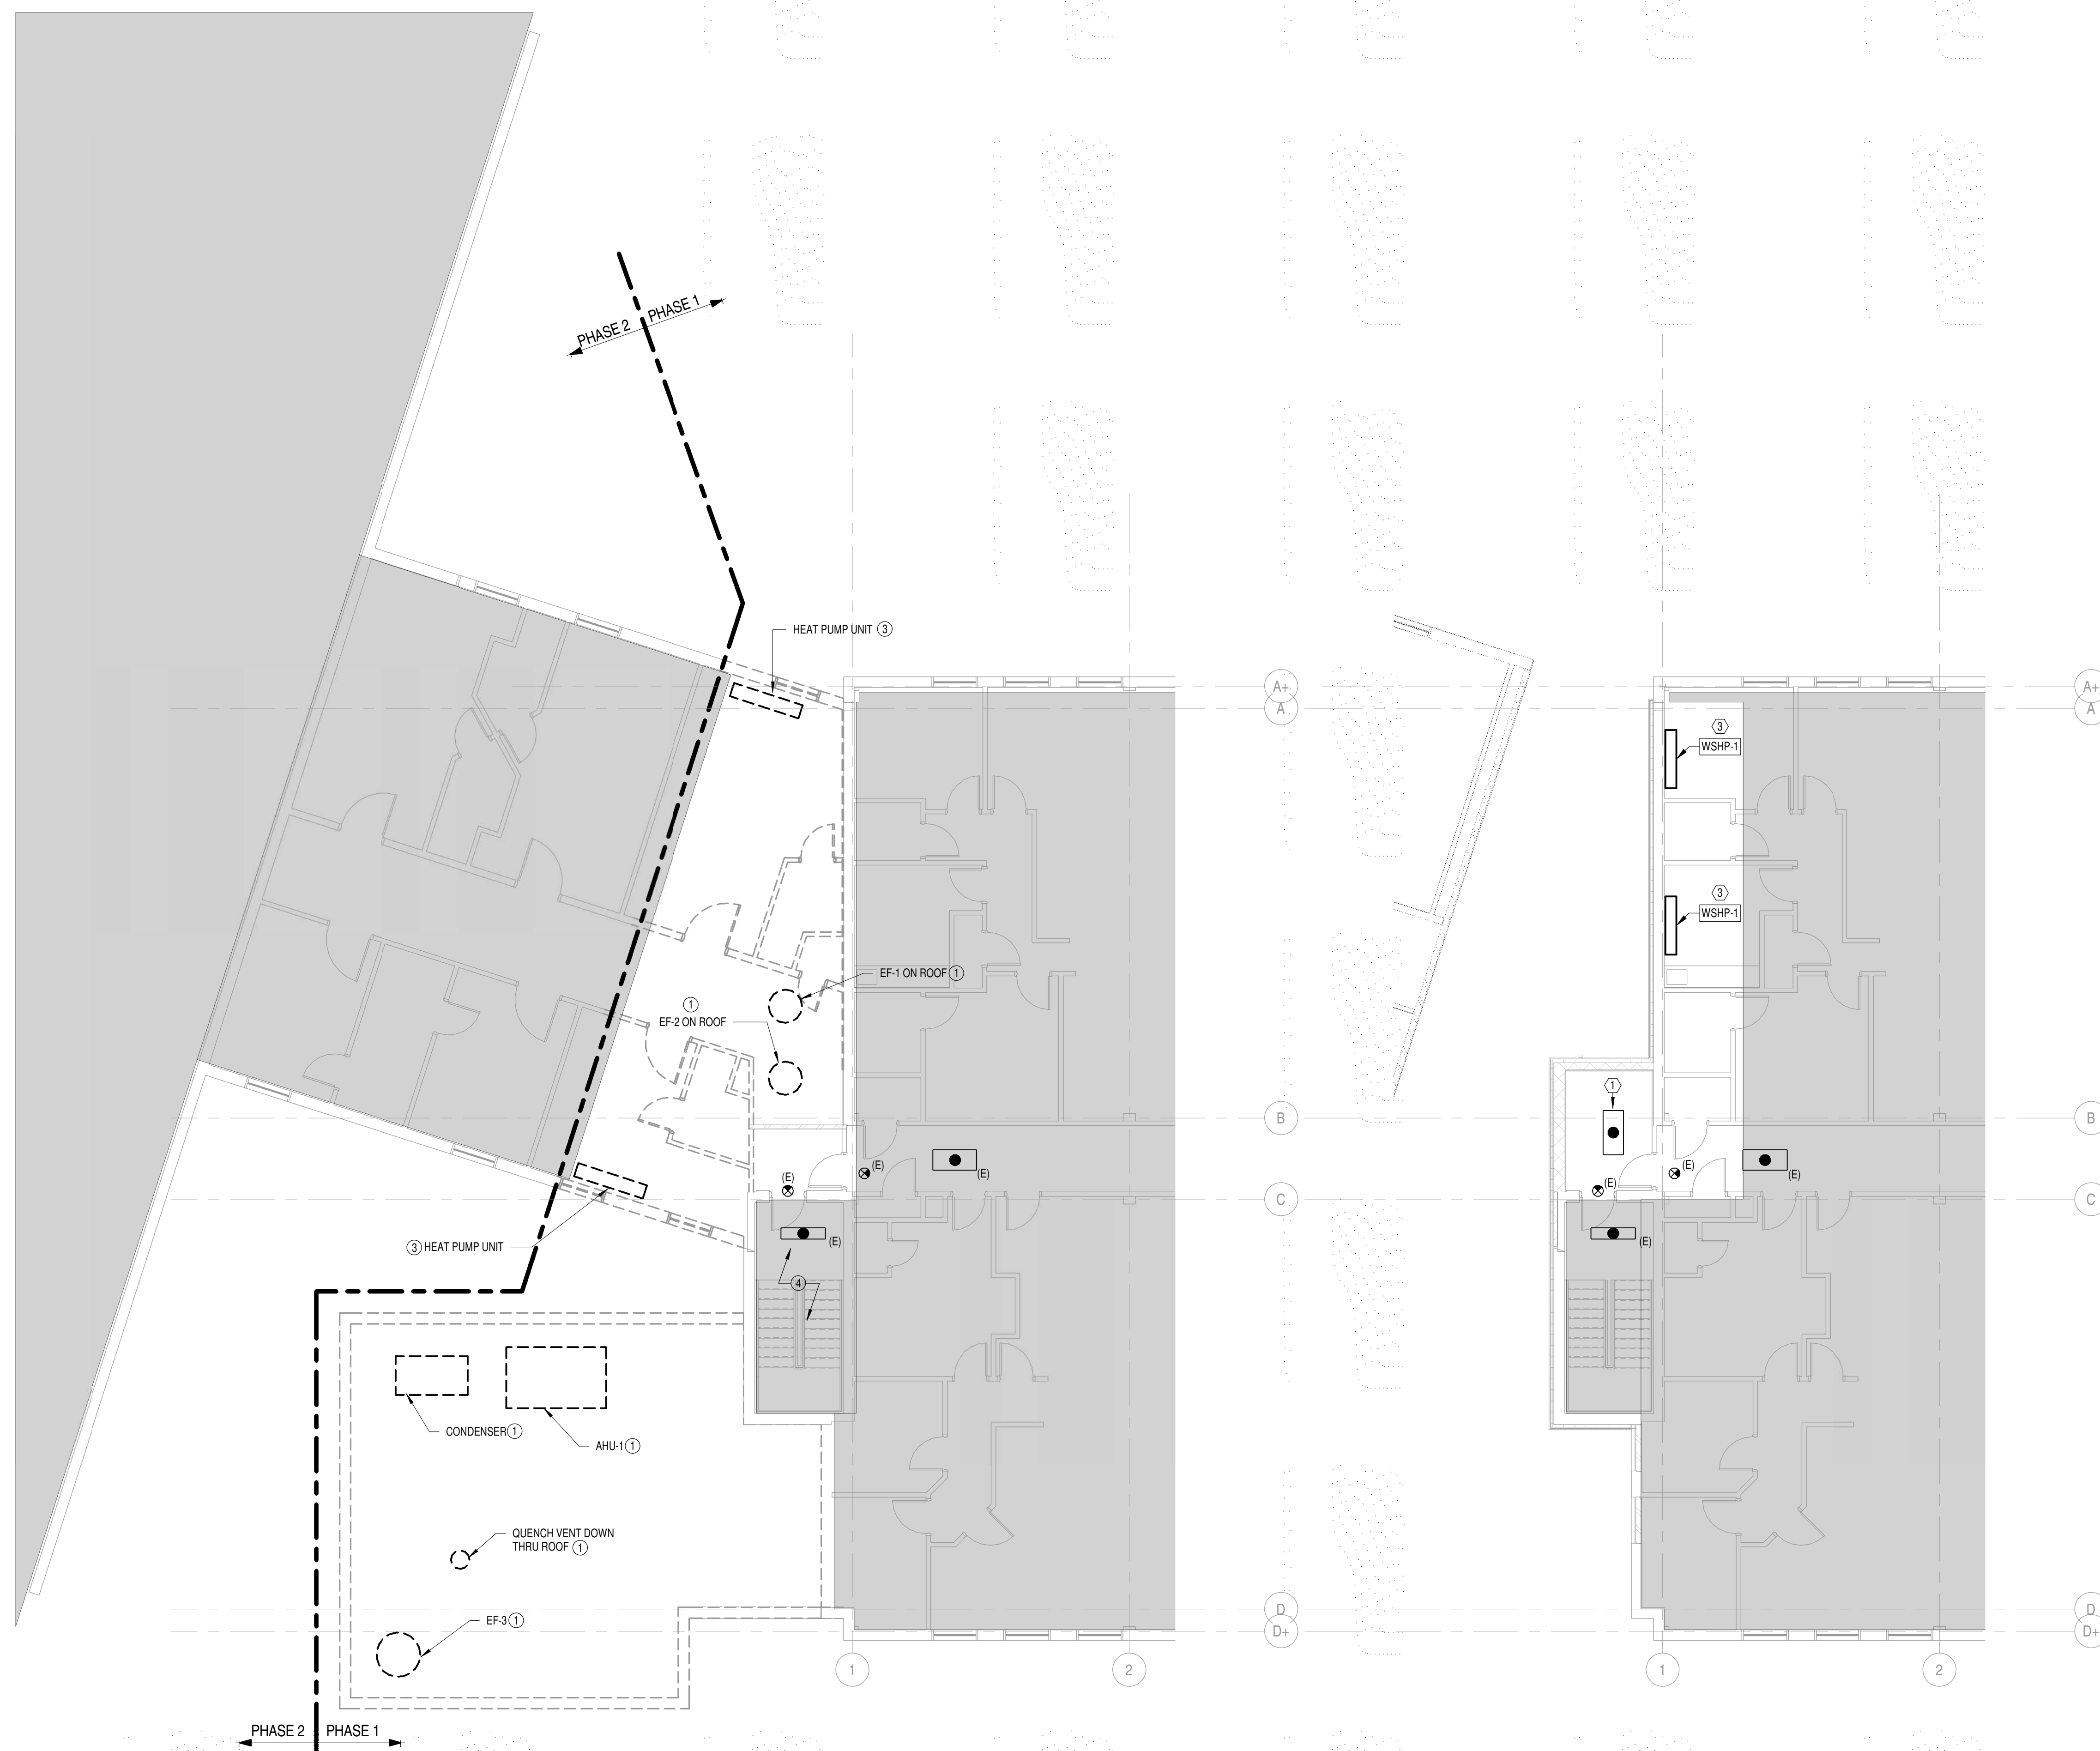 PHASE 2 PHASE 1
HEAT PUMP UNIT 3
A+
A
3
WSHP-1
A+
A
3
WSHP-1
EF-1 ON ROOF 1
1
EF-2 ON ROOF
1
B
B
(E)
(E)
(E)
(E)
(E)
(E)
C
C
(E)
(E)
3 HEAT PUMP UNIT
4
CONDENSER 1
AHU-1 1
QUENCH VENT DOWN
THRU ROOF 1
EF-3 1
D
D+
D
D+
1
2
1
2
PHASE 2 PHASE 1